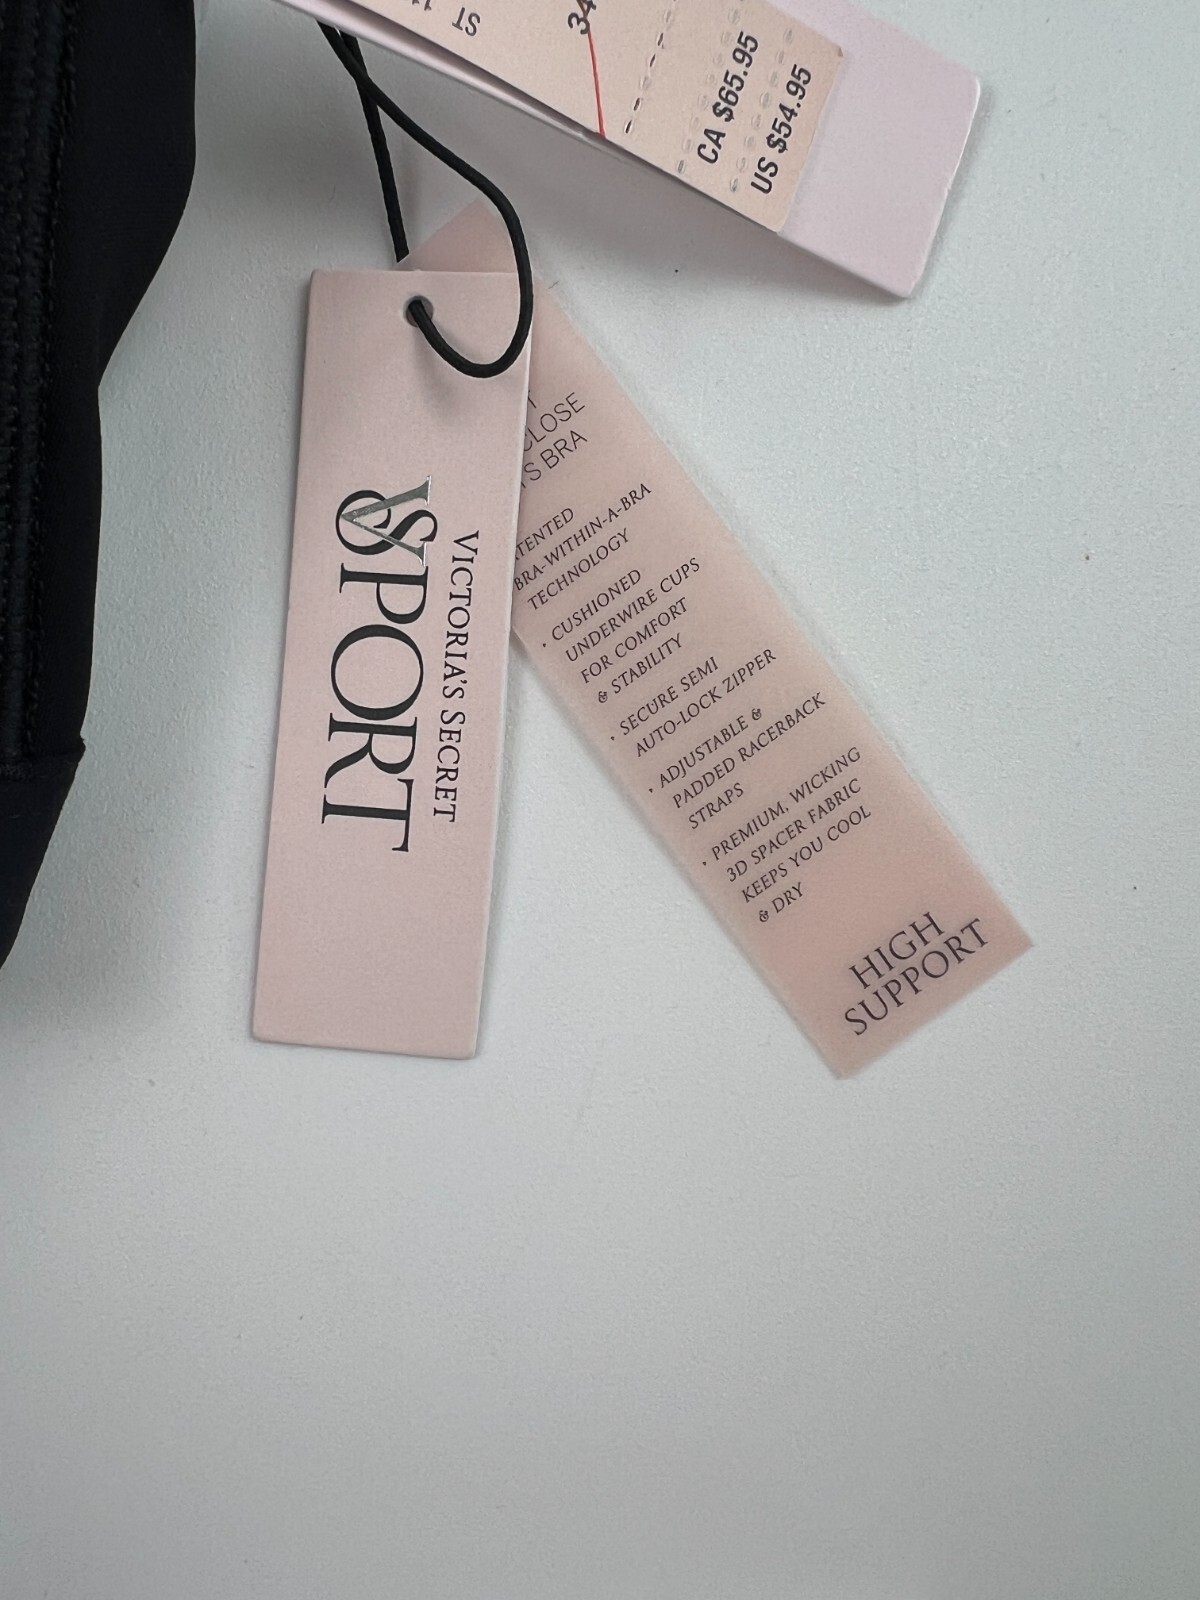 ST
34
CA $65.95
US $54.95
VICTORIA'S SECRET
VSPORT
BRA
BRA-WITHIN-A-BRA
TECHNOLOGY
• CUSHIONED
UNDERWIRE CUPS
FOR COMFORT
& STABILITY
• SECURE SEMI
AUTO-LOCK ZIPPER
• ADJUSTABLE &
PADDED RACERBACK
STRAPS
• PREMIUM, WICKING
3D SPACER FABRIC
KEEPS YOU COOL
& DRY
HIGH
SUPPORT